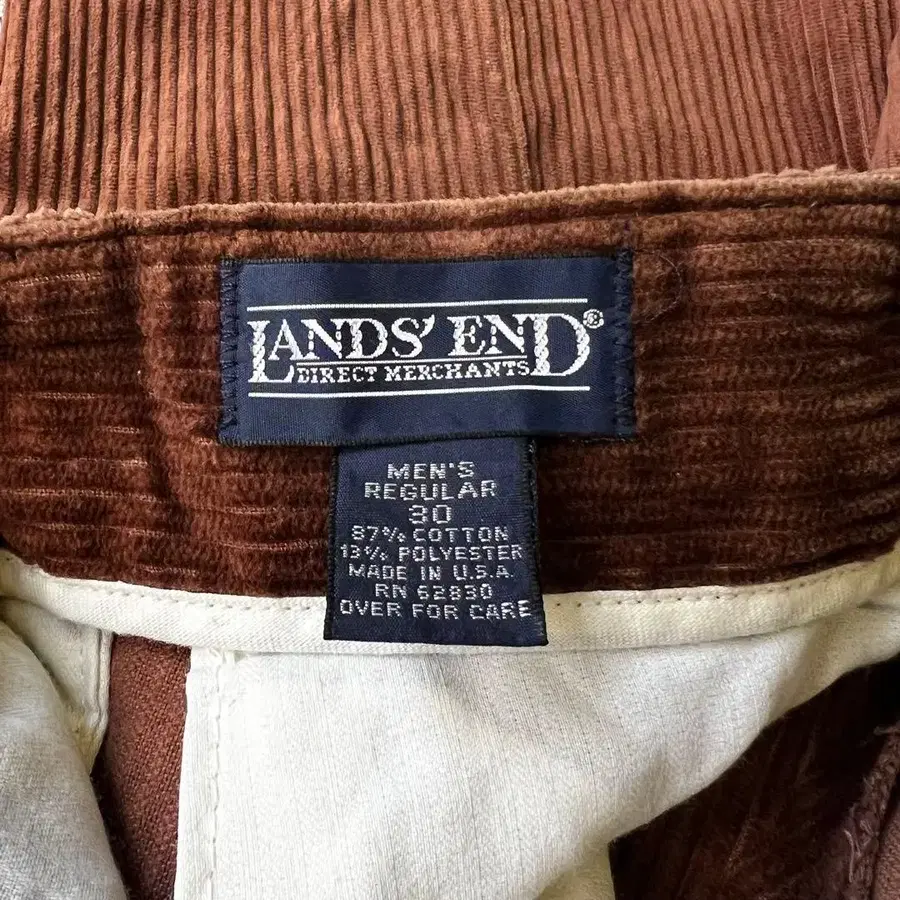 LANDS' END®
DIRECT MERCHANTS
MEN'S
REGULAR
30
87% COTTON
13% POLYESTER
MADE IN U.S.A
RN 62830
OVER FOR CARE